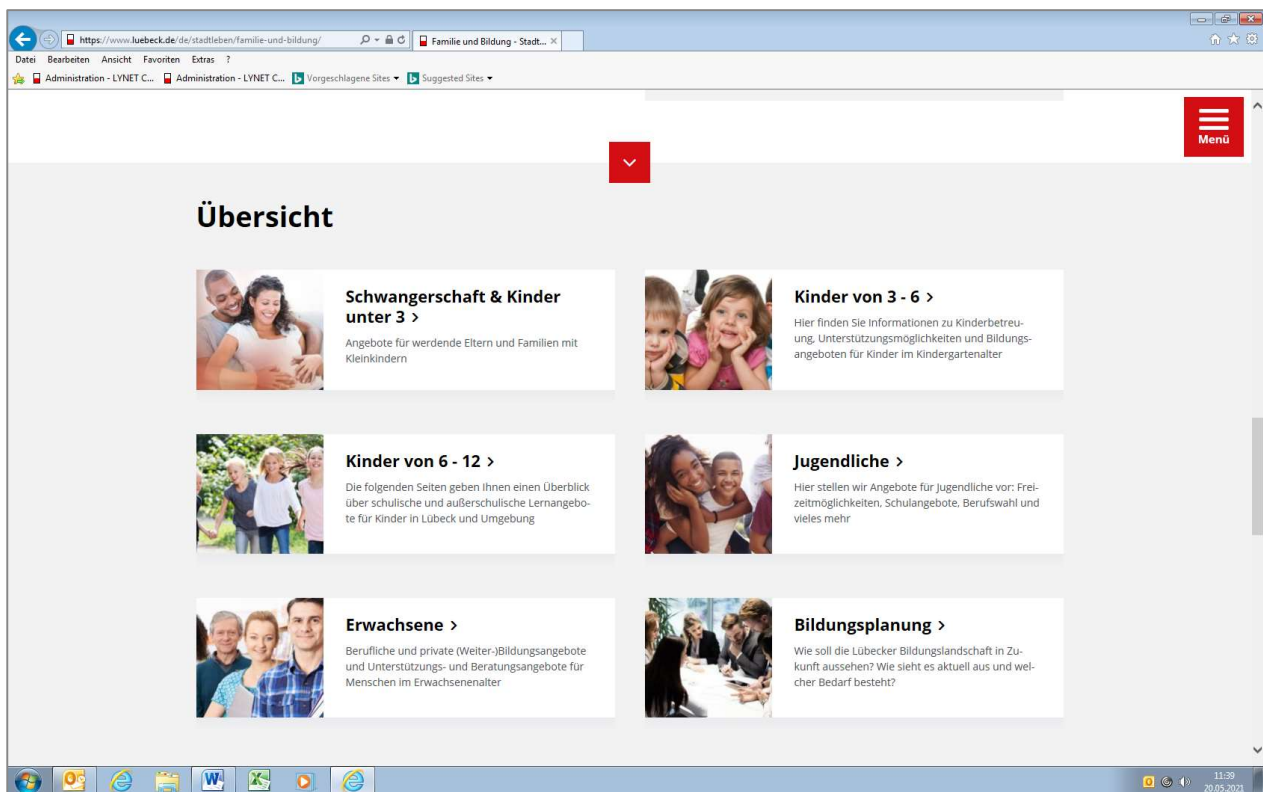 https://www.luebeck.de/de/stadtleben/familie-und-bildung/
Familie und Bildung - Stadt...
Datei Bearbeiten Ansicht Favoriten Extras ?
Administration - LYNET C... Administration - LYNET C... Vorgeschlagene Sites Suggested Sites
Menü
Übersicht
Schwangerschaft & Kinder
unter 3 >
Angebote für werdende Eltern und Familien mit
Kleinkindern
Kinder von 3 - 6 >
Hier finden Sie Informationen zu Kinderbetreu-
ung, Unterstützungsmöglichkeiten und Bildungs-
angeboten für Kinder im Kindergartenalter
Kinder von 6 - 12 >
Die folgenden Seiten geben Ihnen einen Überblick
über schulische und außerschulische Lernangebo-
te für Kinder in Lübeck und Umgebung
Jugendliche >
Hier stellen wir Angebote für Jugendliche vor: Frei-
zeitmöglichkeiten, Schulangebote, Berufswahl und
vieles mehr
Erwachsene >
Berufliche und private (Weiter-)Bildungsangebote
und Unterstützungs- und Beratungsangebote für
Menschen im Erwachsenenalter
Bildungsplanung >
Wie soll die Lübecker Bildungslandschaft in Zu-
kunft aussehen? Wie sieht es aktuell aus und wel-
cher Bedarf besteht?
11:39
20.05.2021